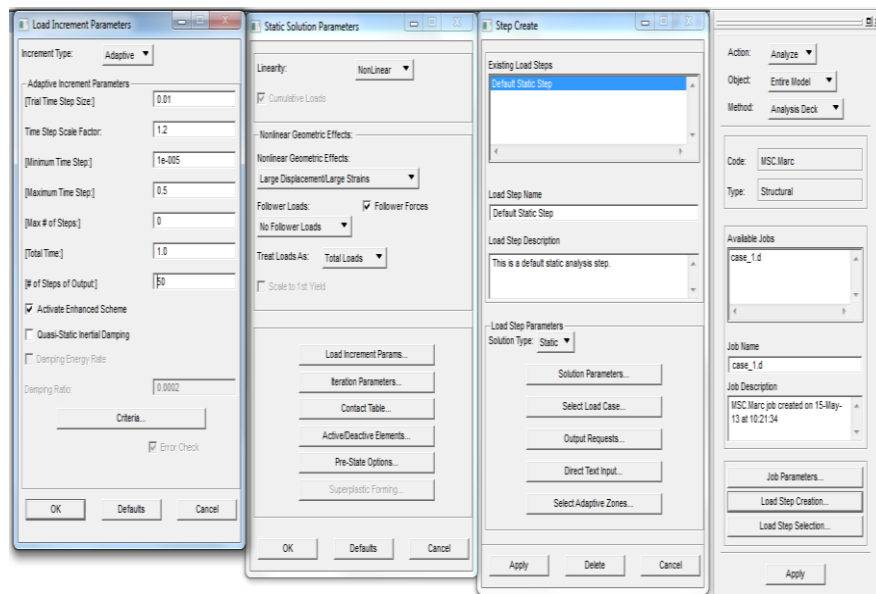 Load Increment Parameters
Increment Type: Adaptive
Adaptive Increment Parameters
[Trial Time Step Size:] 0.01
Time Step Scale Factor: 1.2
[Minimum Time Step:] 1e-005
[Maximum Time Step:] 0.5
[Max # of Steps:] 0
[Total Time:] 1.0
[# of Steps of Output:] 50
Activate Enhanced Scheme
Quasi-Static Inertial Damping
Damping Energy Rate
Damping Ratio: 0.0002
Criteria...
Error Check
OK Defaults Cancel
Static Solution Parameters
Linearity: NonLinear
Cumulative Loads
Nonlinear Geometric Effects:
Nonlinear Geometric Effects:
Large Displacement/Large Strains
Follower Loads: Follower Forces
No Follower Loads
Treat Loads As: Total Loads
Scale to 1st Yield
Load Increment Params...
Iteration Parameters...
Contact Table...
Active/Deactive Elements...
Pre-State Options...
Superplastic Forming...
OK Defaults Cancel
Step Create
Existing Load Steps
Default Static Step
Load Step Name
Default Static Step
Load Step Description
This is a default static analysis step.
Load Step Parameters
Solution Type: Static
Solution Parameters...
Select Load Case...
Output Requests...
Direct Text Input...
Select Adaptive Zones...
Apply Delete Cancel
Action: Analyze
Object: Entire Model
Method: Analysis Deck
Code: MSC.Marc
Type: Structural
Available Jobs
case_1.d
Job Name
case_1.d
Job Description
MSC.Marc job created on 15-May-
13 at 10:21:34
Job Parameters...
Load Step Creation...
Load Step Selection...
Apply